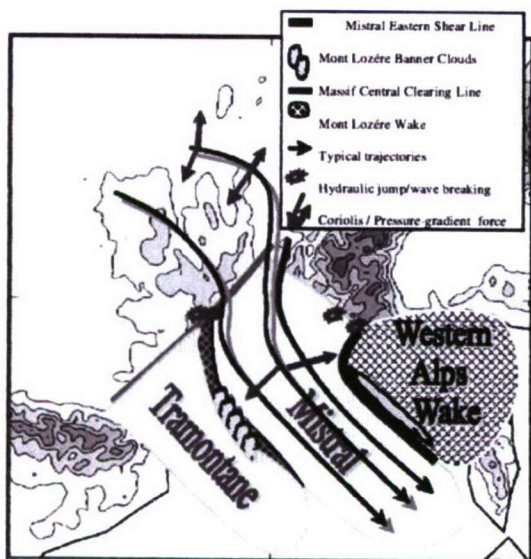 Mistral Eastern Shear Line
Mont Lozére Banner Clouds
Massif Central Clearing Line
Mont Lozére Wake
Typical trajectories
Hydraulic jump/wave breaking
Coriolis / Pressure-gradient force
Western
Alps
Wake
Tramontane
Mistral